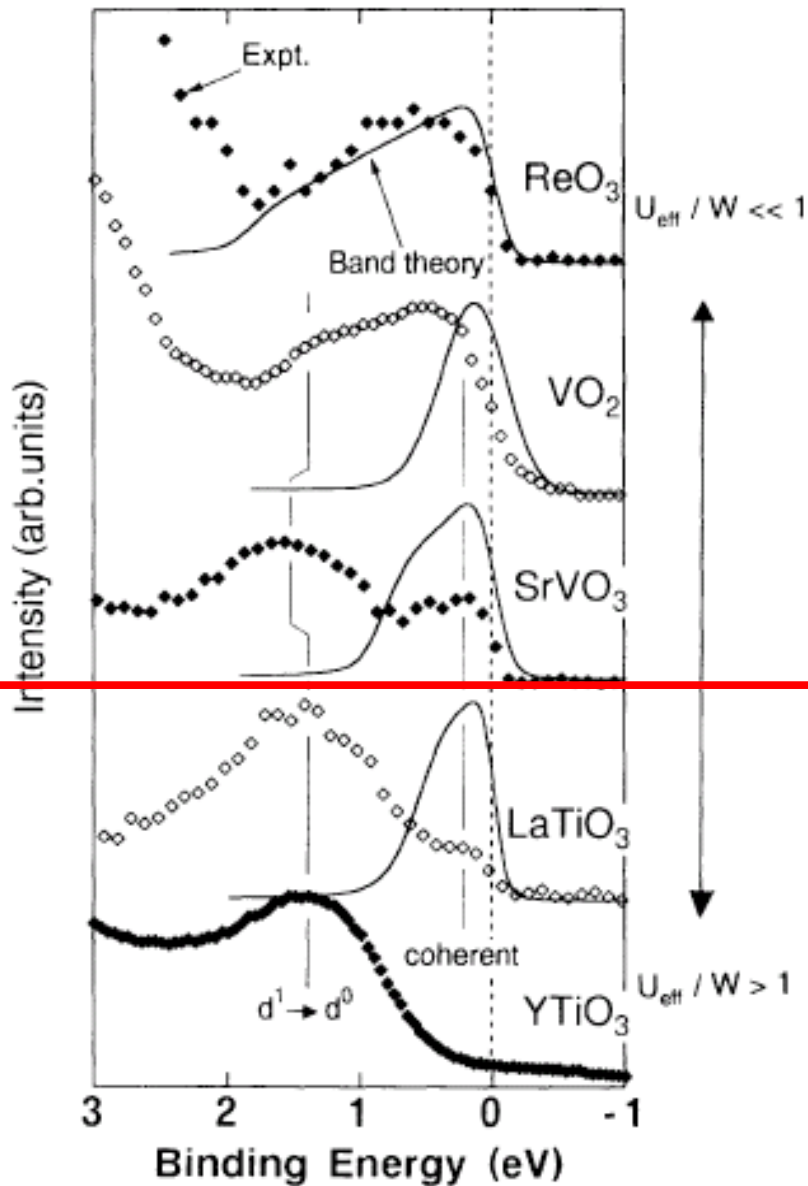 Expt.
ReO3
Ueff / W << 1
Band theory
VO2
Intensity (arb.units)
SrVO3
LaTiO3
coherent
Ueff / W > 1
d1 → d0
YTiO3
3 2 1 0 -1
Binding Energy (eV)